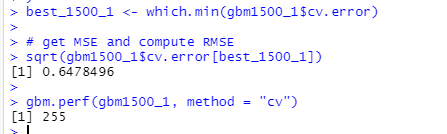 > best_1500_1 <- which.min(gbm1500_1$cv.error)
>
> # get MSE and compute RMSE
> sqrt(gbm1500_1$cv.error[best_1500_1])
[1] 0.6478496
>
> gbm.perf(gbm1500_1, method = "cv")
[1] 255
>